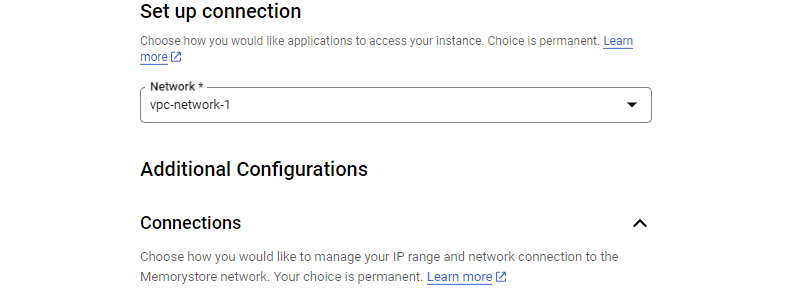 Set up connection
Choose how you would like applications to access your instance. Choice is permanent. Learn
more
Network *
vpc-network-1
Additional Configurations
Connections
Choose how you would like to manage your IP range and network connection to the
Memorystore network. Your choice is permanent. Learn more